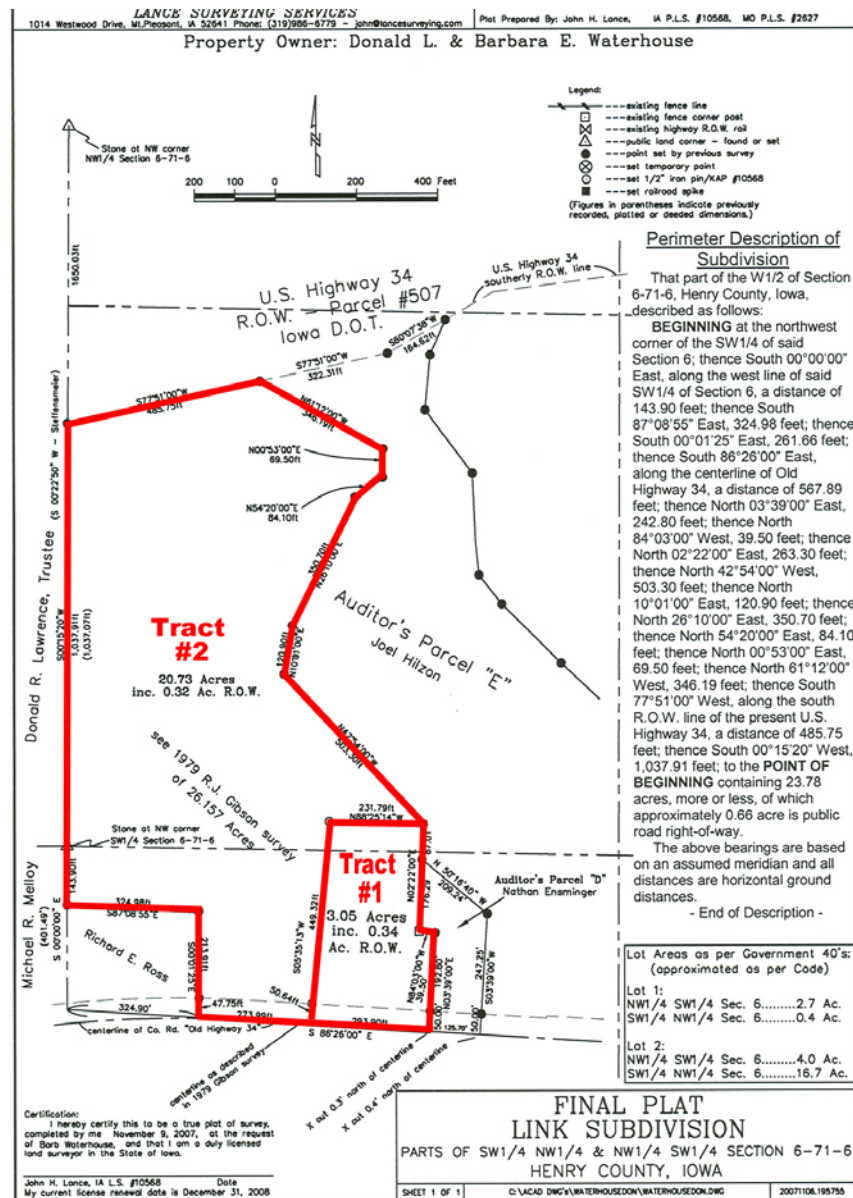 LANCE SURVEYING SERVICES
1014 Westwood Drive, Mt.Pleasant, IA 52641 Phone: (319)986-6779 - john@lancesurveying.com
Plat Prepared By: John H. Lance, IA P.L.S. #10568, MO P.L.S. #2627
Property Owner: Donald L. & Barbara E. Waterhouse
Legend:
existing fence line
existing fence corner post
existing highway R.O.W. rail
public land corner - found or set
point set by previous survey
set temporary point
set 1/2" iron pin/KAP #10568
set railroad spike
(Figures in parentheses indicate previously
recorded, platted or deeded dimensions.)
Stone at NW corner
NW1/4 Section 6-71-6
N
200 0 200 400 Feet
1650.03ft
U.S. Highway 34
southerly R.O.W. line
U.S. Highway 34
R.O.W. - Parcel #507
Iowa D.O.T.
S80°07'38"W
164.62ft
S77°51'00"W
322.31ft
S77°51'00"W
485.75ft
N61°12'00"W
346.19ft
N00°53'00"E
69.50ft
N54°20'00"E
84.10ft
350.70ft
N26°10'00"E
120.90ft
N10°01'00"E
Auditor's Parcel "E"
Joel Hilzon
Donald R. Lawrence, Trustee (S 00°22'50" W - Steffensmeier)
S00°15'20"W
1,037.91ft
(1,037.07ft)
Tract
#2
20.73 Acres
inc. 0.32 Ac. R.O.W.
503.30ft
see 1979 R.J. Gibson survey
of 26.157 Acres
231.79ft
N88°25'14"W
Stone at NW corner
SW1/4 Section 6-71-6
Tract
#1
3.05 Acres
inc. 0.34
Ac. R.O.W.
87.01
N02°22'00"E
176.29
N 50°16'40" W
209.24'
Auditor's Parcel "D"
Nathan Ensminger
449.32ft
S05°35'13"W
N84°03'00"W
39.50'
192.80'
N03°39'00"E
247.25'
S03°39'00"W
Michael R. Melloy
(401.49')
S 00°00'00" E
143.90ft
324.98ft
S87°08'55"E
Richard E. Ross
213.91ft
S00°01'25"E
47.75ft
50.64ft
324.90'
273.99ft
293.90ft
50.00'
125.70'
50.00'
centerline of Co. Rd. "Old Highway 34"
S 86°26'00" E
centerline as described
in 1979 Gibson survey
X cut 0.3' north of centerline
X cut 0.4' north of centerline
Perimeter Description of
Subdivision
That part of the W1/2 of Section
6-71-6, Henry County, Iowa,
described as follows:
BEGINNING at the northwest
corner of the SW1/4 of said
Section 6; thence South 00°00'00"
East, along the west line of said
SW1/4 of Section 6, a distance of
143.90 feet; thence South
87°08'55" East, 324.98 feet; thence
South 00°01'25" East, 261.66 feet;
thence South 86°26'00" East,
along the centerline of Old
Highway 34, a distance of 567.89
feet; thence North 03°39'00" East,
242.80 feet; thence North
84°03'00" West, 39.50 feet; thence
North 02°22'00" East, 263.30 feet;
thence North 42°54'00" West,
503.30 feet; thence North
10°01'00" East, 120.90 feet; thence
North 26°10'00" East, 350.70 feet;
thence North 54°20'00" East, 84.10
feet; thence North 00°53'00" East,
69.50 feet; thence North 61°12'00"
West, 346.19 feet; thence South
77°51'00" West, along the south
R.O.W. line of the present U.S.
Highway 34, a distance of 485.75
feet; thence South 00°15'20" West,
1,037.91 feet; to the POINT OF
BEGINNING containing 23.78
acres, more or less, of which
approximately 0.66 acre is public
road right-of-way.
The above bearings are based
on an assumed meridian and all
distances are horizontal ground
distances.
- End of Description -
Lot Areas as per Government 40's:
(approximated as per Code)
Lot 1:
NW1/4 SW1/4 Sec. 6.......2.7 Ac.
SW1/4 NW1/4 Sec. 6.......0.4 Ac.
Lot 2:
NW1/4 SW1/4 Sec. 6.......4.0 Ac.
SW1/4 NW1/4 Sec. 6.......16.7 Ac.
Certification:
I hereby certify this to be a true plat of survey,
completed by me November 9, 2007, at the request
of Barb Waterhouse, and that I am a duly licensed
land surveyor in the State of Iowa.
John H. Lance, IA L.S. #10568 Date
My current license renewal date is December 31, 2008
FINAL PLAT
LINK SUBDIVISION
PARTS OF SW1/4 NW1/4 & NW1/4 SW1/4 SECTION 6-71-6
HENRY COUNTY, IOWA
SHEET 1 OF 1
C:\ACAD DWG's\WATERHOUSEDON\WATERHOUSEDON.DWG
20071108.195755